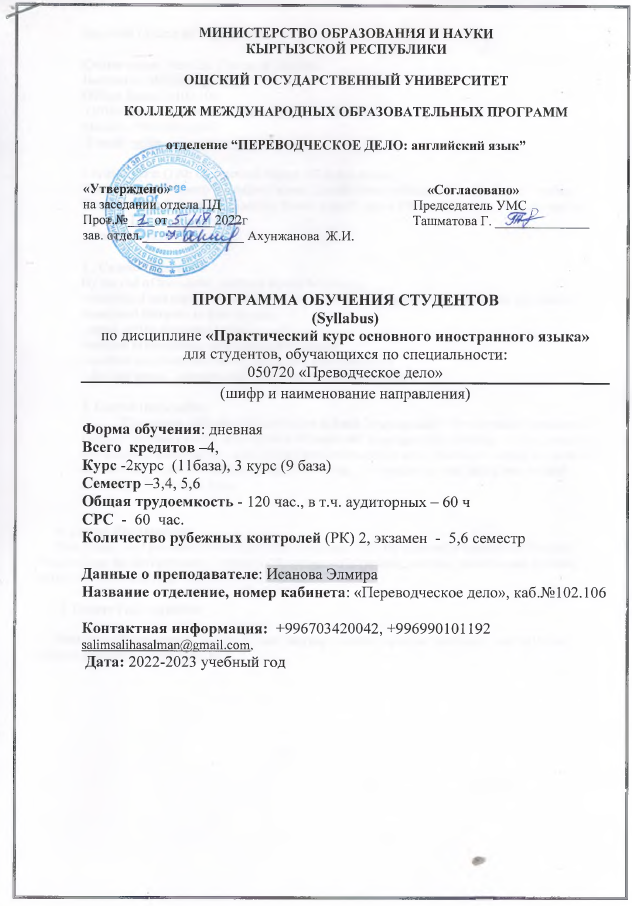 МИНИСТЕРСТВО ОБРАЗОВАНИЯ И НАУКИ
КЫРГЫЗСКОЙ РЕСПУБЛИКИ
ОШСКИЙ ГОСУДАРСТВЕННЫЙ УНИВЕРСИТЕТ
КОЛЛЕДЖ МЕЖДУНАРОДНЫХ ОБРАЗОВАТЕЛЬНЫХ ПРОГРАММ
отделение “ПЕРЕВОДЧЕСКОЕ ДЕЛО: английский язык”
«Утверждено»
на заседании отдела ПД
Прот.№ 2 от 5/IX 2022г
зав. отдел. Ахунжанова Ж.И.
College
Of
International
«Согласовано»
Председатель УМС
Ташматова Г.
ПРОГРАММА ОБУЧЕНИЯ СТУДЕНТОВ
(Syllabus)
по дисциплине «Практический курс основного иностранного языка»
для студентов, обучающихся по специальности:
050720 «Преводческое дело»
(шифр и наименование направления)
Форма обучения: дневная
Всего кредитов –4,
Курс -2курс (11база), 3 курс (9 база)
Семестр –3,4, 5,6
Общая трудоемкость - 120 час., в т.ч. аудиторных – 60 ч
СРС - 60 час.
Количество рубежных контролей (РК) 2, экзамен - 5,6 семестр
Данные о преподавателе: Исанова Элмира
Название отделение, номер кабинета: «Переводческое дело», каб.№102.106
Контактная информация: +996703420042, +996990101192
salimsalihasalman@gmail.com,
Дата: 2022-2023 учебный год